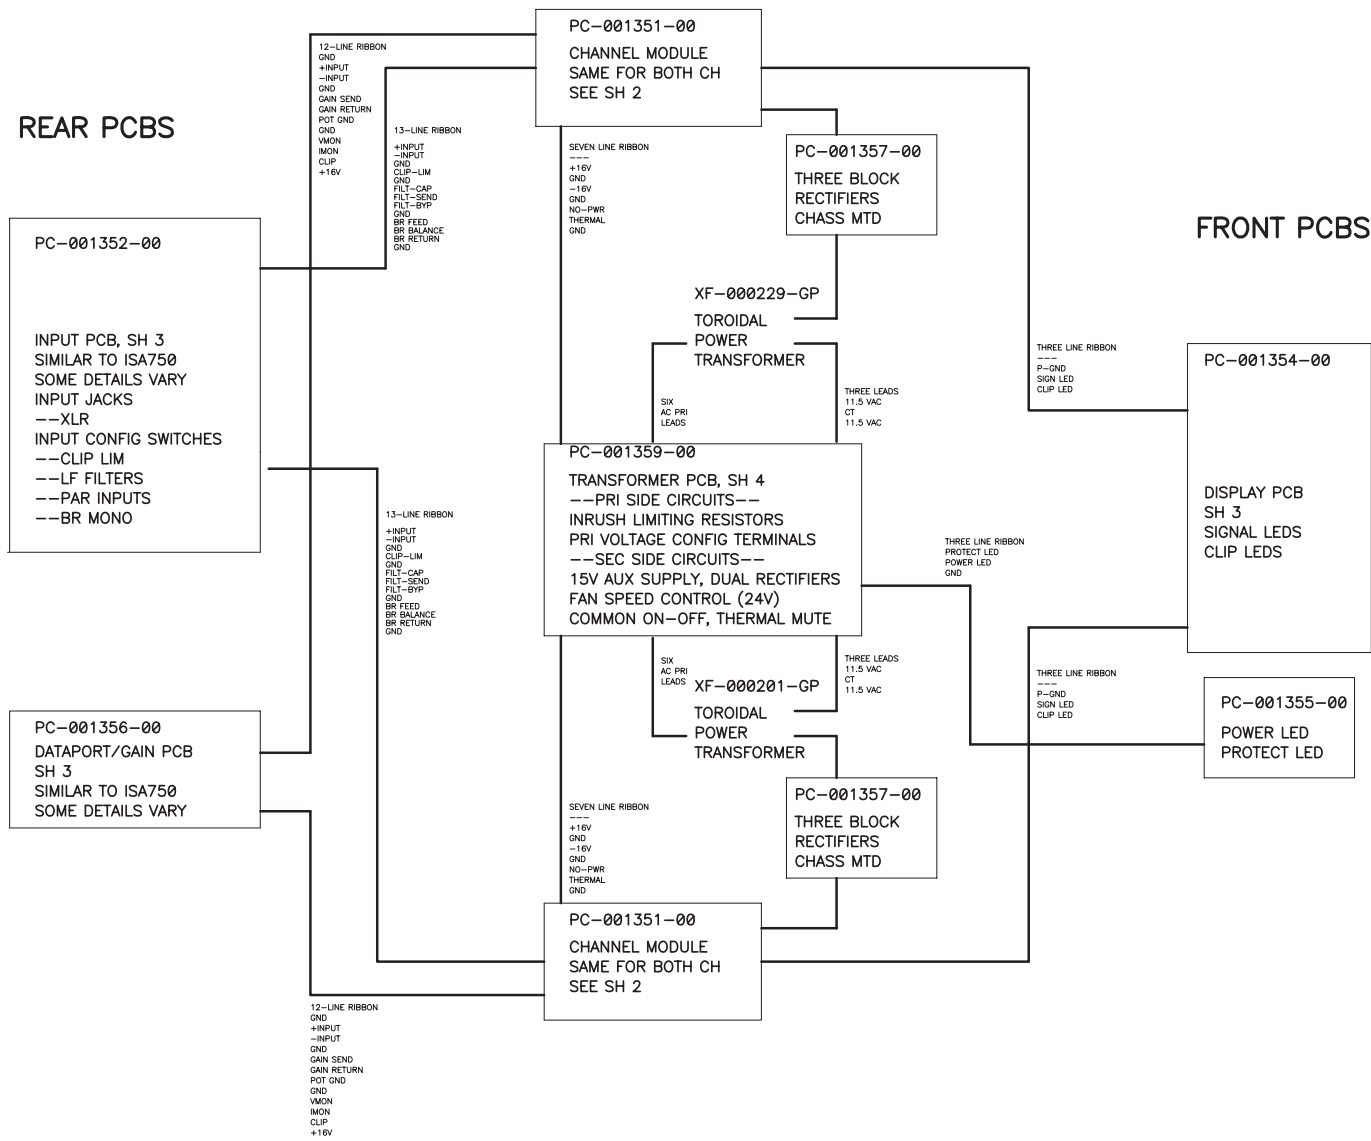 REAR PCBS
PC-001352-00
INPUT PCB, SH 3
SIMILAR TO ISA750
SOME DETAILS VARY
INPUT JACKS
--XLR
INPUT CONFIG SWITCHES
--CLIP LIM
--LF FILTERS
--PAR INPUTS
--BR MONO
PC-001356-00
DATAPORT/GAIN PCB
SH 3
SIMILAR TO ISA750
SOME DETAILS VARY
12-LINE RIBBON
GND
+INPUT
-INPUT
GND
GAIN SEND
GAIN RETURN
POT GND
GND
VMON
IMON
CLIP
+16V
13-LINE RIBBON
+INPUT
-INPUT
GND
CLIP-LIM
GND
FILT-CAP
FILT-SEND
FILT-BYP
GND
BR FEED
BR BALANCE
BR RETURN
GND
13-LINE RIBBON
+INPUT
-INPUT
GND
CLIP-LIM
GND
FILT-CAP
FILT-SEND
FILT-BYP
GND
BR FEED
BR BALANCE
BR RETURN
GND
12-LINE RIBBON
GND
+INPUT
-INPUT
GND
GAIN SEND
GAIN RETURN
POT GND
GND
VMON
IMON
CLIP
+16V
PC-001351-00
CHANNEL MODULE
SAME FOR BOTH CH
SEE SH 2
SEVEN LINE RIBBON
---
+16V
GND
-16V
GND
NO-PWR
THERMAL
GND
PC-001357-00
THREE BLOCK
RECTIFIERS
CHASS MTD
XF-000229-GP
TOROIDAL
POWER
TRANSFORMER
SIX
AC PRI
LEADS
THREE LEADS
11.5 VAC
CT
11.5 VAC
PC-001359-00
TRANSFORMER PCB, SH 4
--PRI SIDE CIRCUITS--
INRUSH LIMITING RESISTORS
PRI VOLTAGE CONFIG TERMINALS
--SEC SIDE CIRCUITS--
15V AUX SUPPLY, DUAL RECTIFIERS
FAN SPEED CONTROL (24V)
COMMON ON-OFF, THERMAL MUTE
SIX
AC PRI
LEADS
THREE LEADS
11.5 VAC
CT
11.5 VAC
XF-000201-GP
TOROIDAL
POWER
TRANSFORMER
PC-001357-00
THREE BLOCK
RECTIFIERS
CHASS MTD
SEVEN LINE RIBBON
---
+16V
GND
-16V
GND
NO-PWR
THERMAL
GND
PC-001351-00
CHANNEL MODULE
SAME FOR BOTH CH
SEE SH 2
FRONT PCBS
THREE LINE RIBBON
---
P-GND
SIGN LED
CLIP LED
PC-001354-00
DISPLAY PCB
SH 3
SIGNAL LEDS
CLIP LEDS
THREE LINE RIBBON
PROTECT LED
POWER LED
GND
THREE LINE RIBBON
---
P-GND
SIGN LED
CLIP LED
PC-001355-00
POWER LED
PROTECT LED